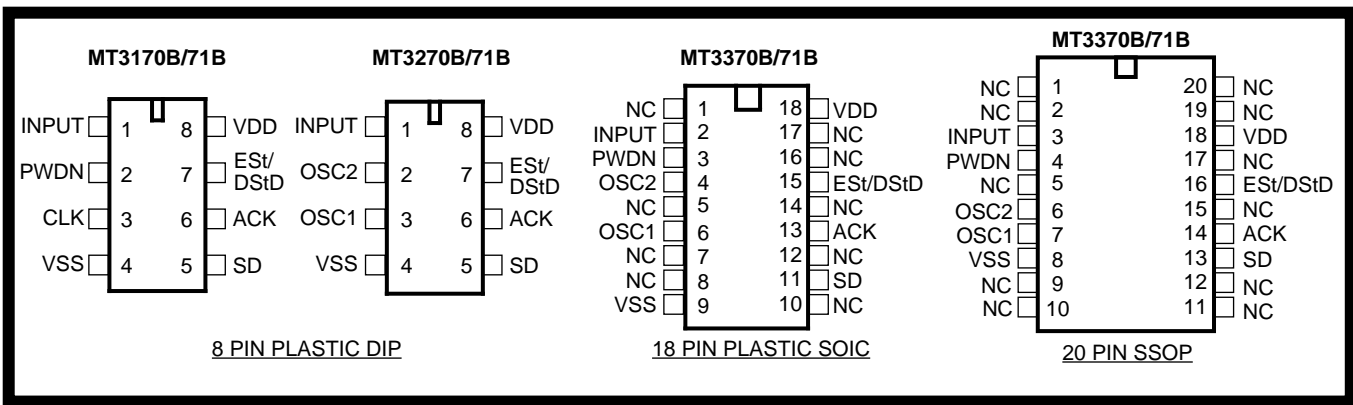 MT3170B/71B
INPUT 1 8 VDD
PWDN 2 7 ESt/
DStD
CLK 3 6 ACK
VSS 4 5 SD
MT3270B/71B
INPUT 1 8 VDD
OSC2 2 7 ESt/
DStD
OSC1 3 6 ACK
VSS 4 5 SD
8 PIN PLASTIC DIP
MT3370B/71B
NC 1 18 VDD
INPUT 2 17 NC
PWDN 3 16 NC
OSC2 4 15 ESt/DStD
NC 5 14 NC
OSC1 6 13 ACK
NC 7 12 NC
NC 8 11 SD
VSS 9 10 NC
18 PIN PLASTIC SOIC
MT3370B/71B
NC 1 20 NC
NC 2 19 NC
INPUT 3 18 VDD
PWDN 4 17 NC
NC 5 16 ESt/DStD
OSC2 6 15 NC
OSC1 7 14 ACK
VSS 8 13 SD
NC 9 12 NC
NC 10 11 NC
20 PIN SSOP